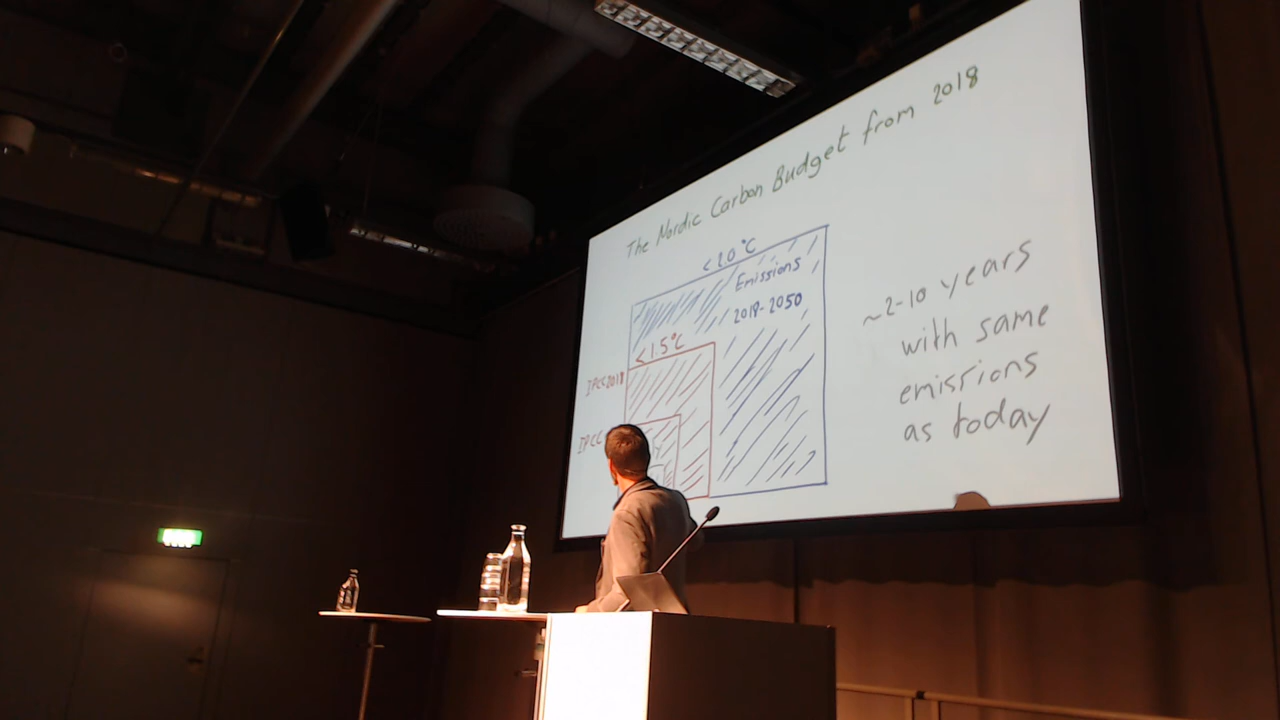 The Nordic Carbon Budget from 2018
<2.0°C
Emissions
2018-2050
<1.5°C
IPCC2018
IPCC
~2-10 years
with same
emissions
as today